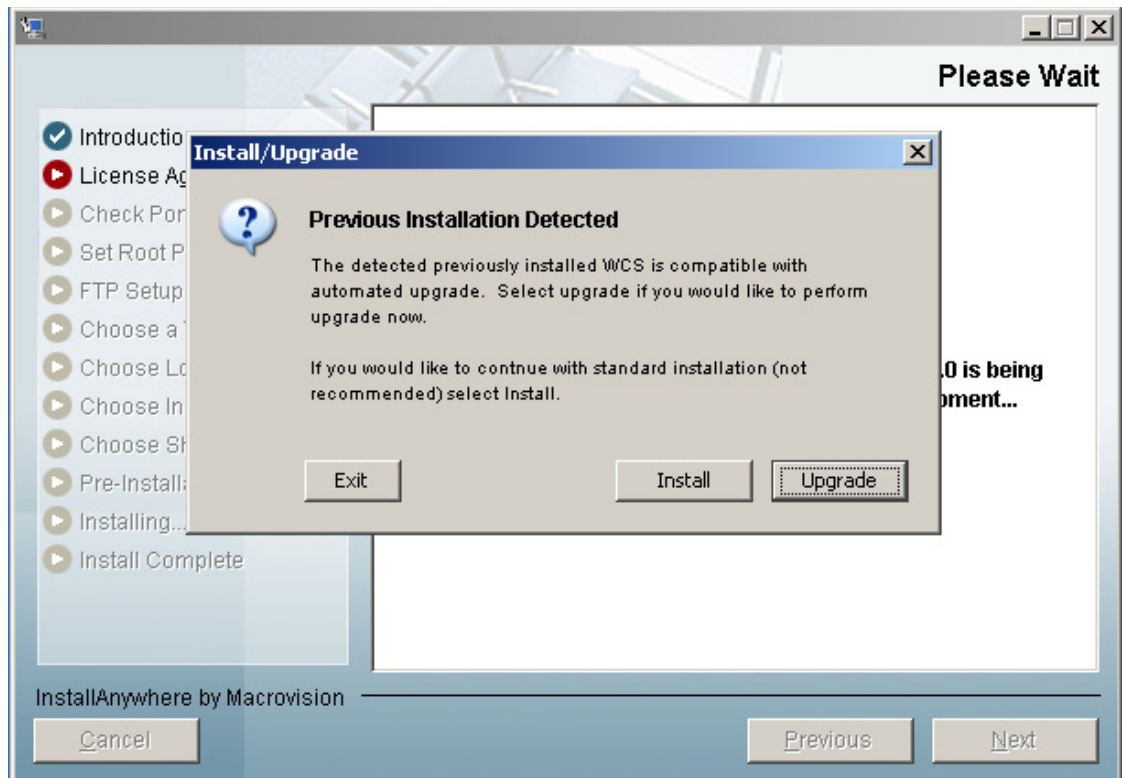 Please Wait
Introductio
License Ag
Check Por
Set Root P
FTP Setup
Choose a
Choose Lo
Choose In
Choose Sh
Pre-Installa
Installing...
Install Complete
Install/Upgrade
Previous Installation Detected
The detected previously installed WCS is compatible with
automated upgrade. Select upgrade if you would like to perform
upgrade now.
If you would like to contnue with standard installation (not
recommended) select Install.
Exit
Install
Upgrade
.0 is being
oment...
InstallAnywhere by Macrovision
Cancel
Previous
Next